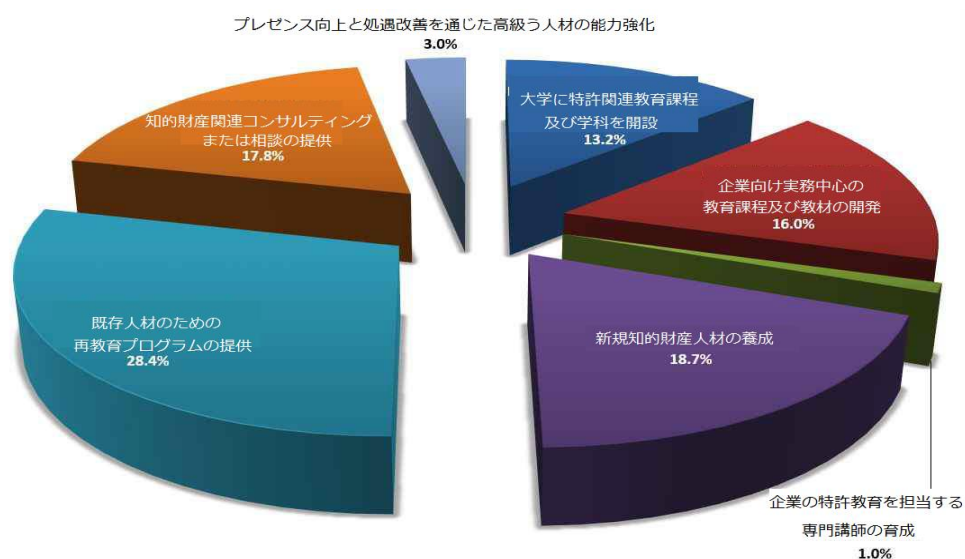 プレゼンス向上と処遇改善を通じた高級う人材の能力強化
3.0%
大学に特許関連教育課程
及び学科を開設
13.2%
知的財産関連コンサルティング
または相談の提供
17.8%
企業向け実務中心の
教育課程及び教材の開発
16.0%
既存人材のための
再教育プログラムの提供
28.4%
新規知的財産人材の養成
18.7%
企業の特許教育を担当する
専門講師の育成
1.0%